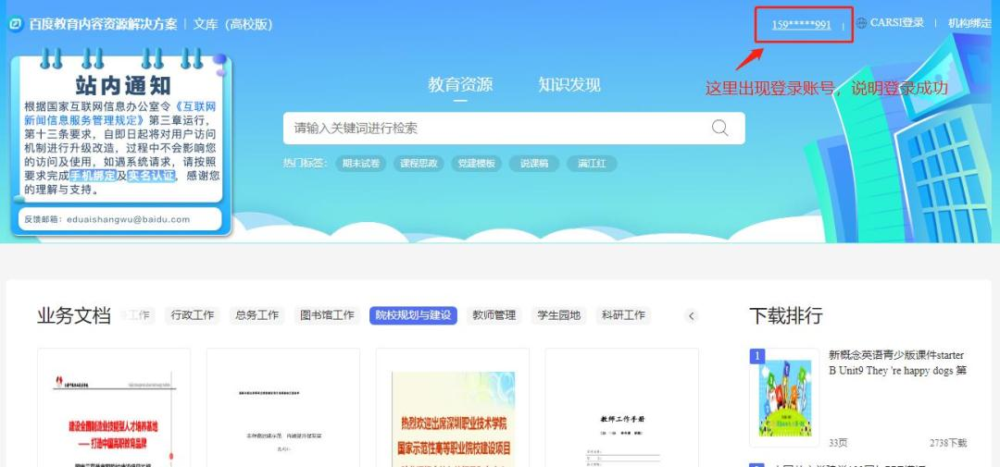 百度教育内容资源解决方案 | 文库（高校版）
159*****991 |
CARSI登录 | 机构绑定
站内通知
根据国家互联网信息办公室令《互联网
新闻信息服务管理规定》第三章运行，
第十三条要求，自即日起将对用户访问
机制进行升级改造，过程中不会影响您
的访问及使用，如遇系统请求，请按照
要求完成手机绑定及实名认证，感谢您
的理解与支持。
反馈邮箱：eduaishangwu@baidu.com
教育资源 知识发现
这里出现登录账号，说明登录成功
请输入关键词进行检索
热门标签： 期末试卷 课程思政 党建模板 说课稿 满江红
业务文档 工作 行政工作 总务工作 图书馆工作 院校规划与建设 教师管理 学生园地 科研工作
下载排行
建设全国制造业技能型人才培养基地
—— 打造中国高职教育品牌
热烈欢迎出席深圳职业技术学院
国家示范性高等职业院校建设项目
教师工作手册
1
新概念英语青少版课件starter
B Unit9 They 're happy dogs 第
33页 2738下载